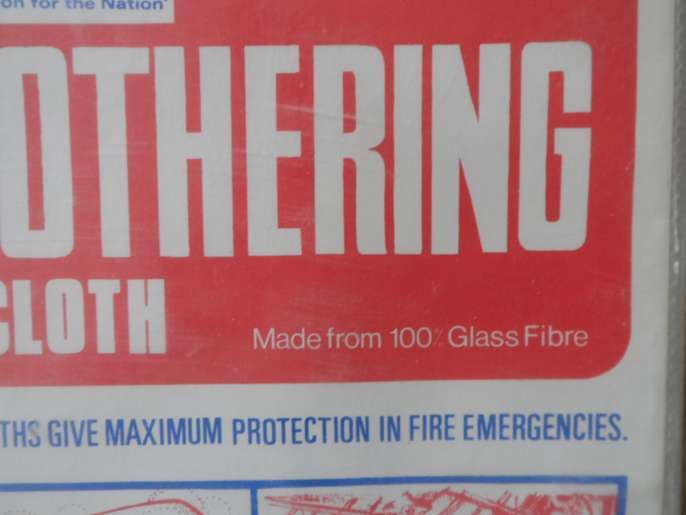 on for the Nation'
OTHERING
CLOTH
Made from 100% Glass Fibre
THS GIVE MAXIMUM PROTECTION IN FIRE EMERGENCIES.